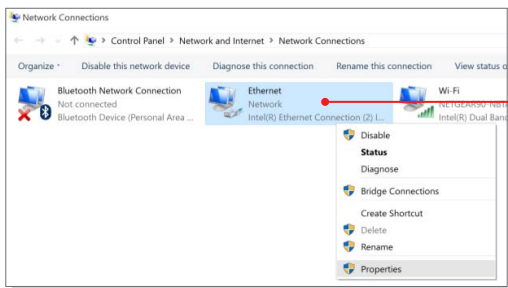 Network Connections
Control Panel > Network and Internet > Network Connections
Organize Disable this network device Diagnose this connection Rename this connection View status o
Bluetooth Network Connection
Not connected
Bluetooth Device (Personal Area ...
Ethernet
Network
Intel(R) Ethernet Connection (2) I...
Wi-Fi
Intel(R) Dual Band
Disable
Status
Diagnose
Bridge Connections
Create Shortcut
Delete
Rename
Properties